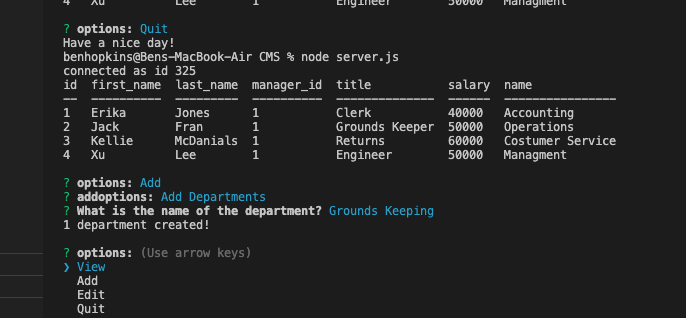 4 Xu Lee 1 Engineer 50000 Managment
? options: Quit
Have a nice day!
benhopkins@Bens-MacBook-Air CMS % node server.js
connected as id 325
id first_name last_name manager_id title salary name
-- ---------- --------- ---------- -------------- ------ ----------------
1 Erika Jones 1 Clerk 40000 Accounting
2 Jack Fran 1 Grounds Keeper 50000 Operations
3 Kellie McDanials 1 Returns 60000 Costumer Service
4 Xu Lee 1 Engineer 50000 Managment
? options: Add
? addoptions: Add Departments
? What is the name of the department? Grounds Keeping
1 department created!
? options: (Use arrow keys)
❯ View
Add
Edit
Quit